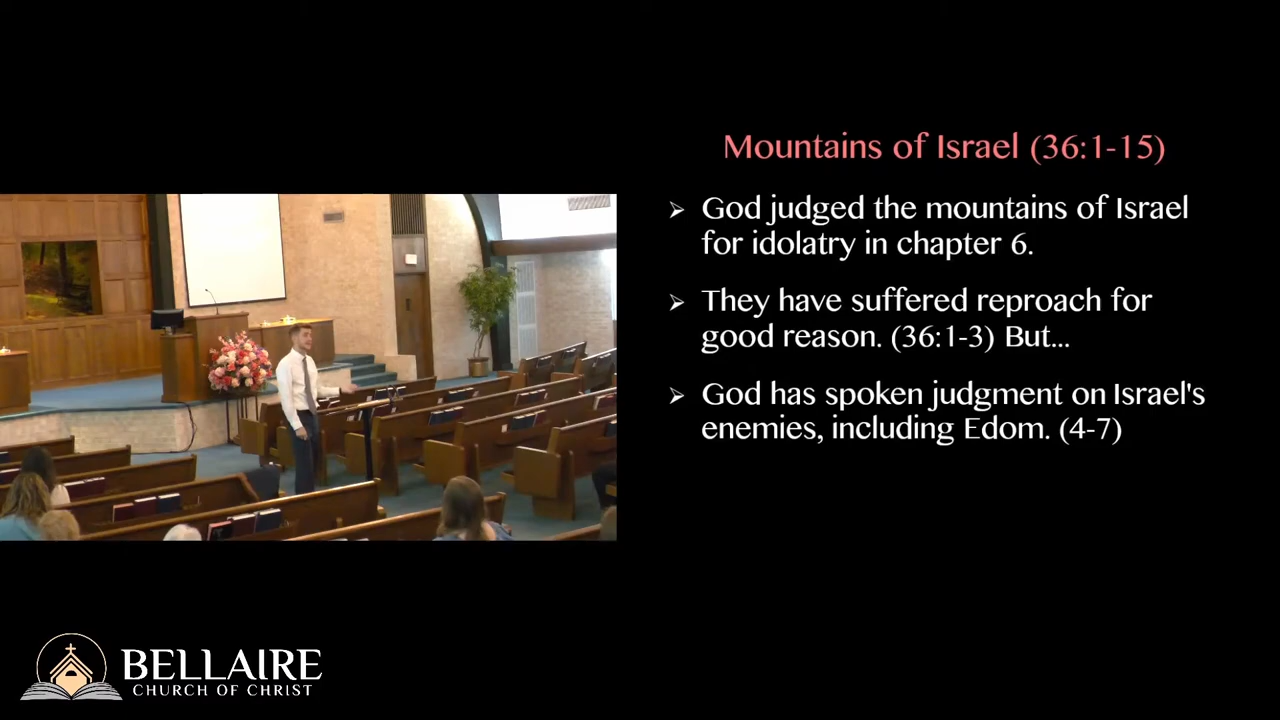 Mountains of Israel (36:1-15)
➢ God judged the mountains of Israel
for idolatry in chapter 6.
➢ They have suffered reproach for
good reason. (36:1-3) But...
➢ God has spoken judgment on Israel's
enemies, including Edom. (4-7)
BELLAIRE
CHURCH OF CHRIST